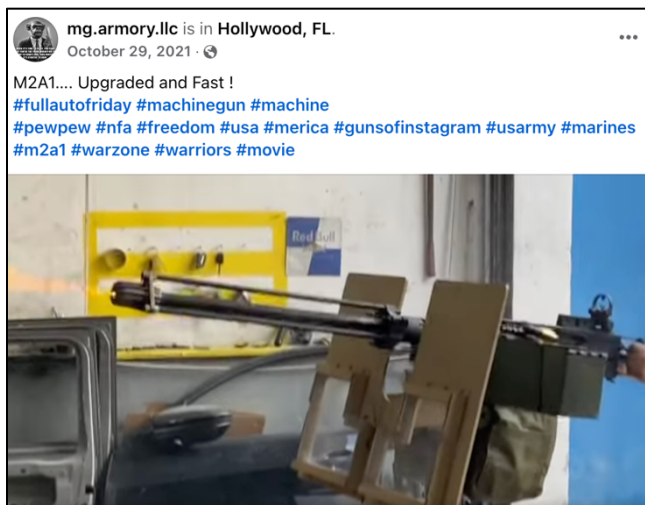 mg.armory.llc is in Hollywood, FL.
October 29, 2021 ·
M2A1.... Upgraded and Fast !
#fullautofriday #machinegun #machine
#pewpew #nfa #freedom #usa #merica #gunsofinstagram #usarmy #marines
#m2a1 #warzone #warriors #movie
Red Bull